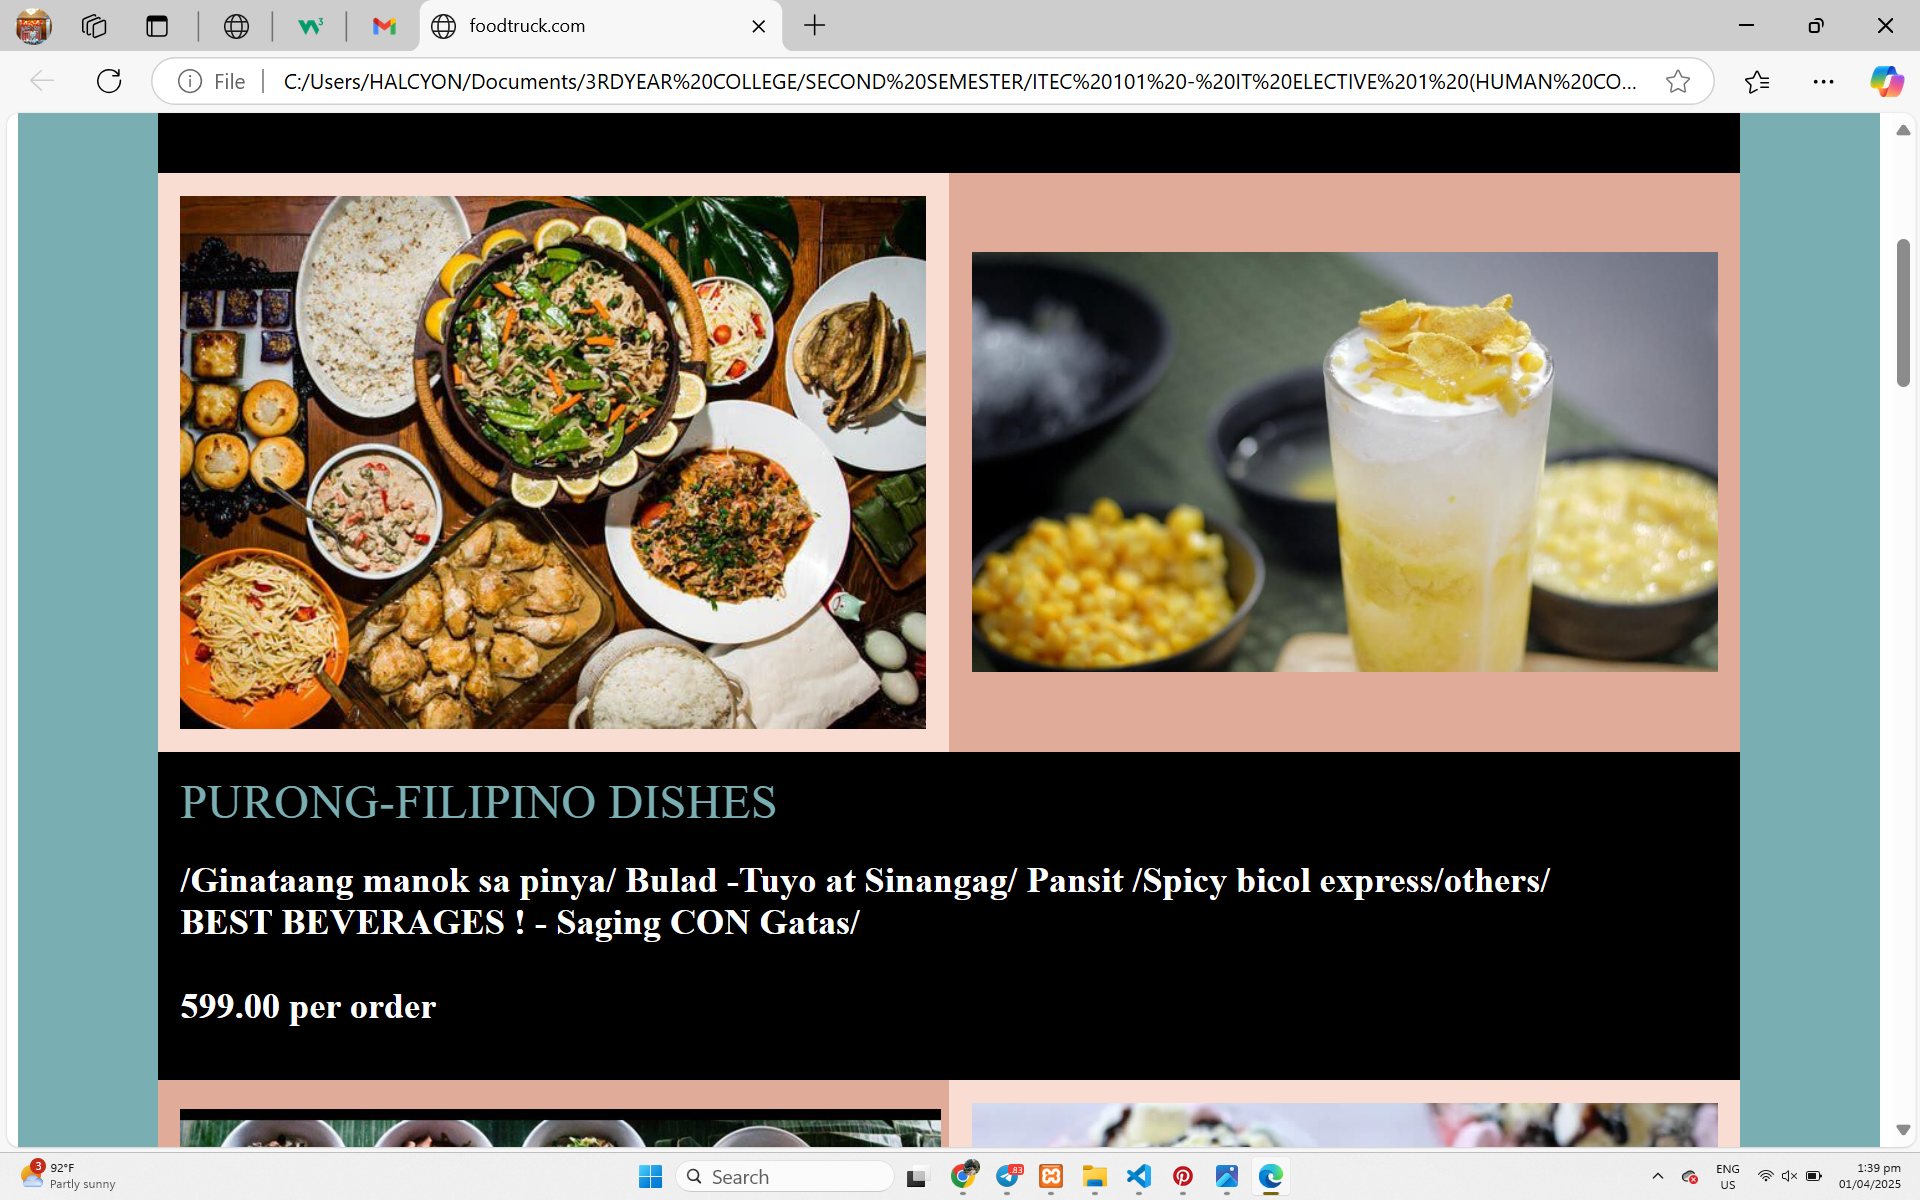 foodtruck.com
File
C:/Users/HALCYON/Documents/3RDYEAR%20COLLEGE/SECOND%20SEMESTER/ITEC%20101%20-%20IT%20ELECTIVE%201%20(HUMAN%20CO...
PURONG-FILIPINO DISHES
/Ginataang manok sa pinya/ Bulad -Tuyo at Sinangag/ Pansit /Spicy bicol express/others/
BEST BEVERAGES ! - Saging CON Gatas/
599.00 per order
3
92°F
Partly sunny
Search
83
ENG
US
1:39 pm
01/04/2025